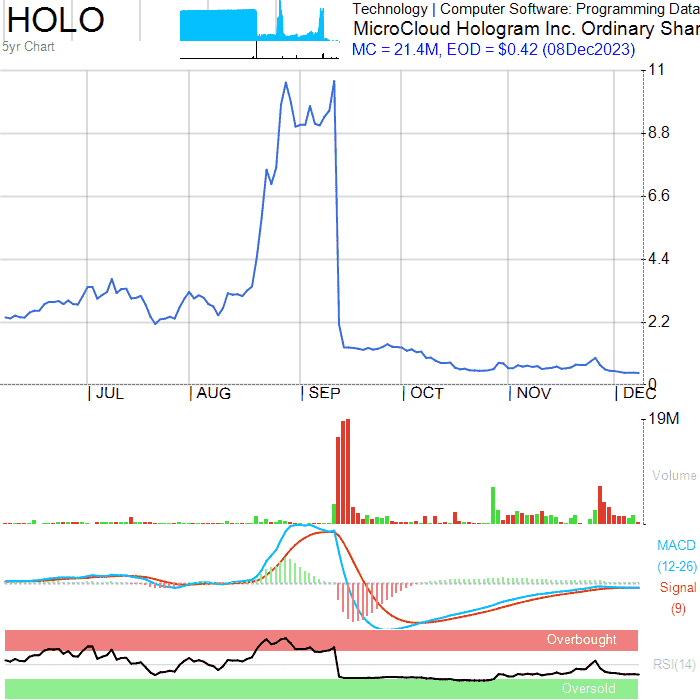 HOLO
5yr Chart
Technology | Computer Software: Programming Data
MicroCloud Hologram Inc. Ordinary Shar
MC = 21.4M, EOD = $0.42 (08Dec2023)
11
8.8
6.6
4.4
2.2
0
JUL
AUG
SEP
OCT
NOV
DEC
19M
Volume
MACD
(12-26)
Signal
(9)
Overbought
RSI(14)
Oversold